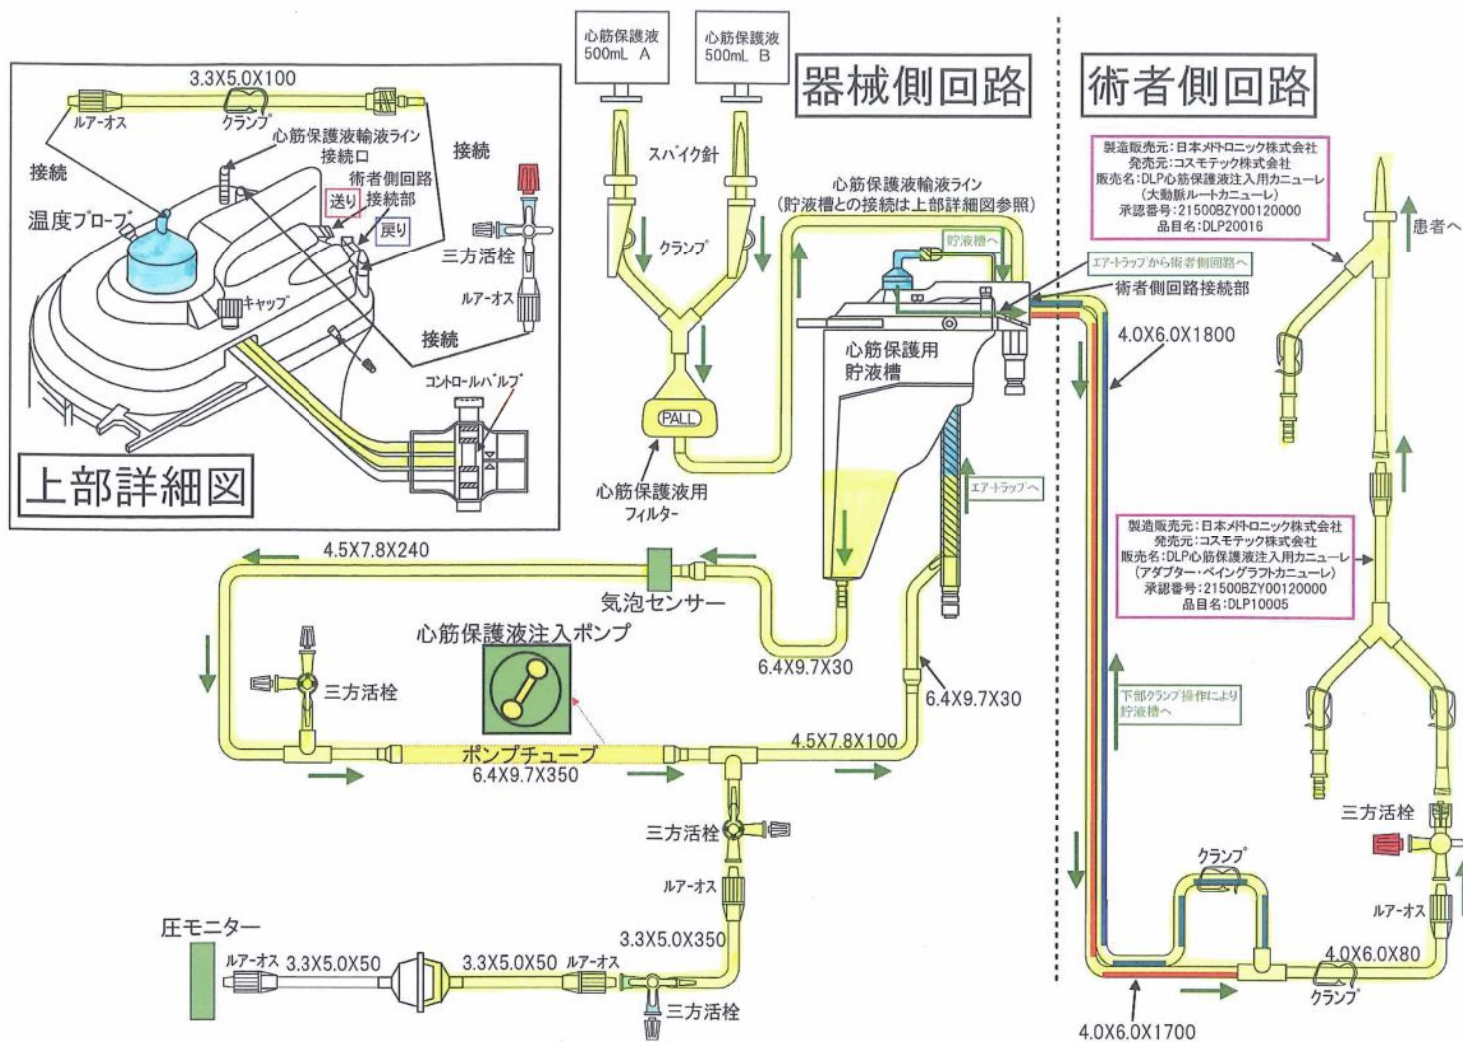 3.3X5.0X100
ルアーオス
クランプ
心筋保護液輸液ライン
接続口
接続
接続
術者側回路
接続部
送り
戻り
温度プローブ
三方活栓
ルアーオス
キャップ
接続
コントロールバルブ
上部詳細図
心筋保護液
500mL A
心筋保護液
500mL B
器械側回路
スパイク針
クランプ
心筋保護液輸液ライン
(貯液槽との接続は上部詳細図参照)
貯液槽へ
エアートラップから術者側回路へ
術者側回路接続部
心筋保護用
貯液槽
PALL
心筋保護液用
フィルター
エアートラップへ
4.5X7.8X240
気泡センサー
6.4X9.7X30
心筋保護液注入ポンプ
三方活栓
ポンプチューブ
6.4X9.7X350
4.5X7.8X100
6.4X9.7X30
三方活栓
ルアーオス
3.3X5.0X350
圧モニター
ルアーオス
3.3X5.0X50
3.3X5.0X50
ルアーオス
三方活栓
術者側回路
製造販売元:日本メドトロニック株式会社
発売元:コスモテック株式会社
販売名:DLP心筋保護液注入用カニューレ
(大動脈ルートカニューレ)
承認番号:21500BZY00120000
品目名:DLP20016
患者へ
4.0X6.0X1800
製造販売元:日本メドトロニック株式会社
発売元:コスモテック株式会社
販売名:DLP心筋保護液注入用カニューレ
(アダプター・ベイングラフトカニューレ)
承認番号:21500BZY00120000
品目名:DLP10005
下部クランプ操作により
貯液槽へ
三方活栓
クランプ
ルアーオス
4.0X6.0X80
クランプ
4.0X6.0X1700